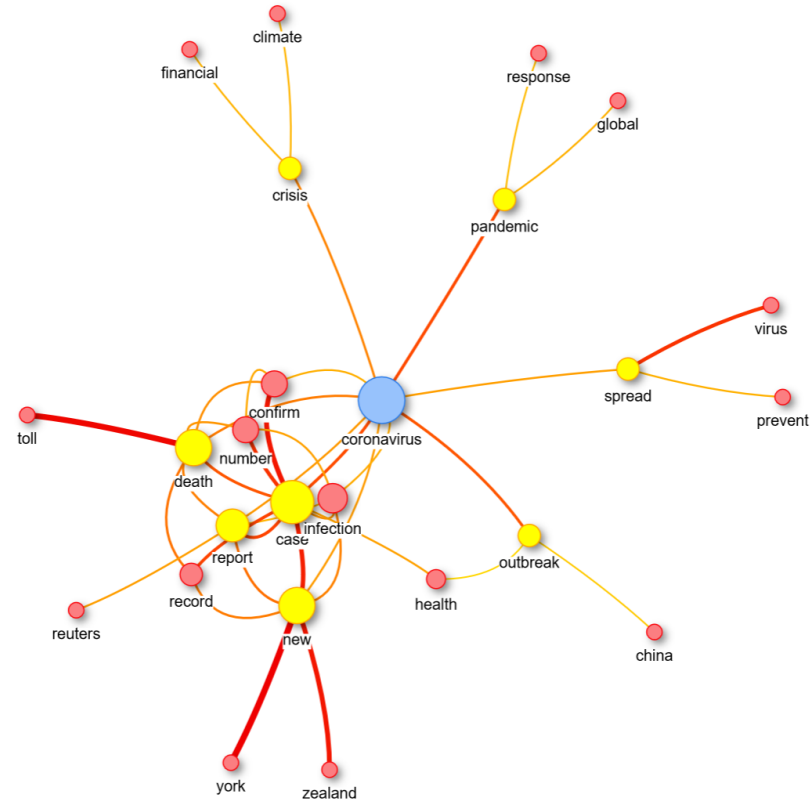 climate
financial
response
global
crisis
pandemic
virus
spread
prevent
confirm
coronavirus
toll
number
death
infection
case
report
outbreak
record
health
reuters
new
china
york
zealand